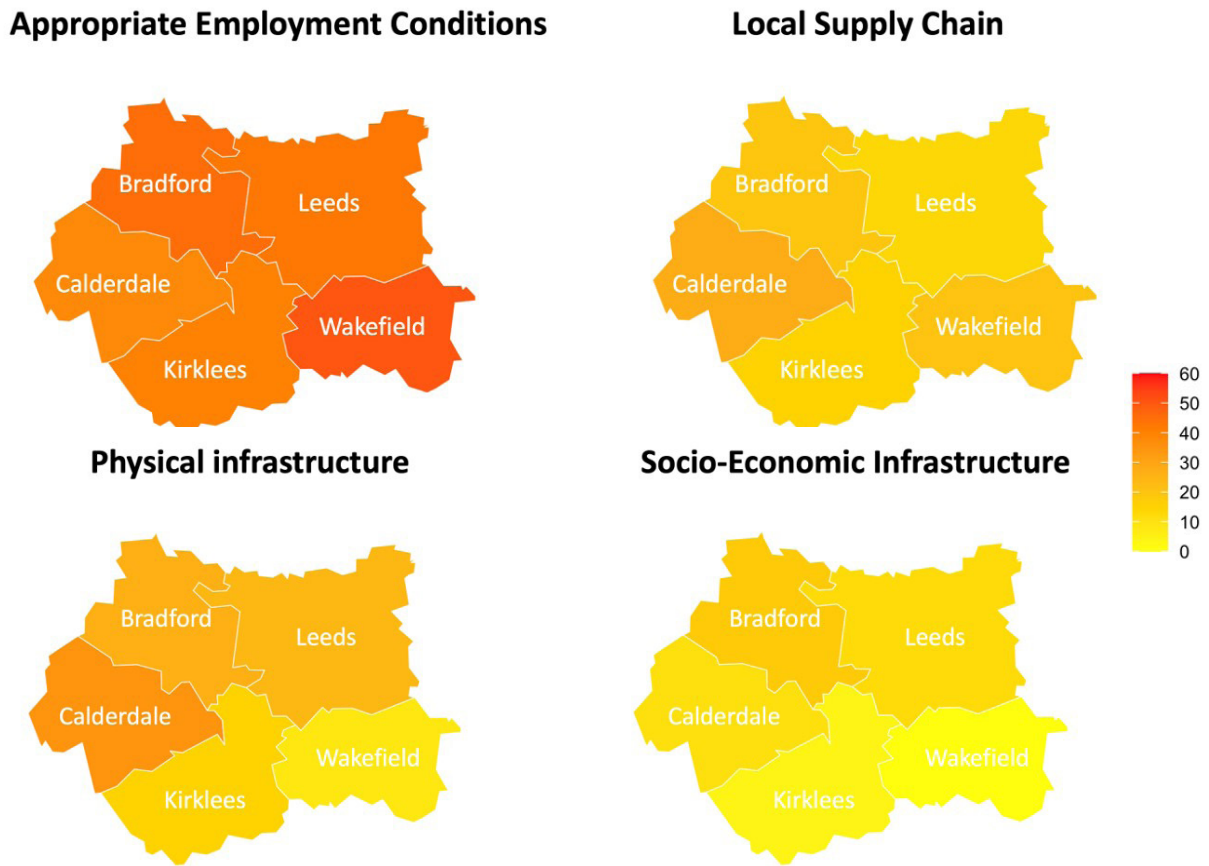 Appropriate Employment Conditions
Local Supply Chain
Bradford
Leeds
Calderdale
Wakefield
Kirklees
Bradford
Leeds
Calderdale
Wakefield
Kirklees
60
50
40
30
20
10
0
Physical infrastructure
Socio-Economic Infrastructure
Bradford
Leeds
Calderdale
Wakefield
Kirklees
Bradford
Leeds
Calderdale
Wakefield
Kirklees